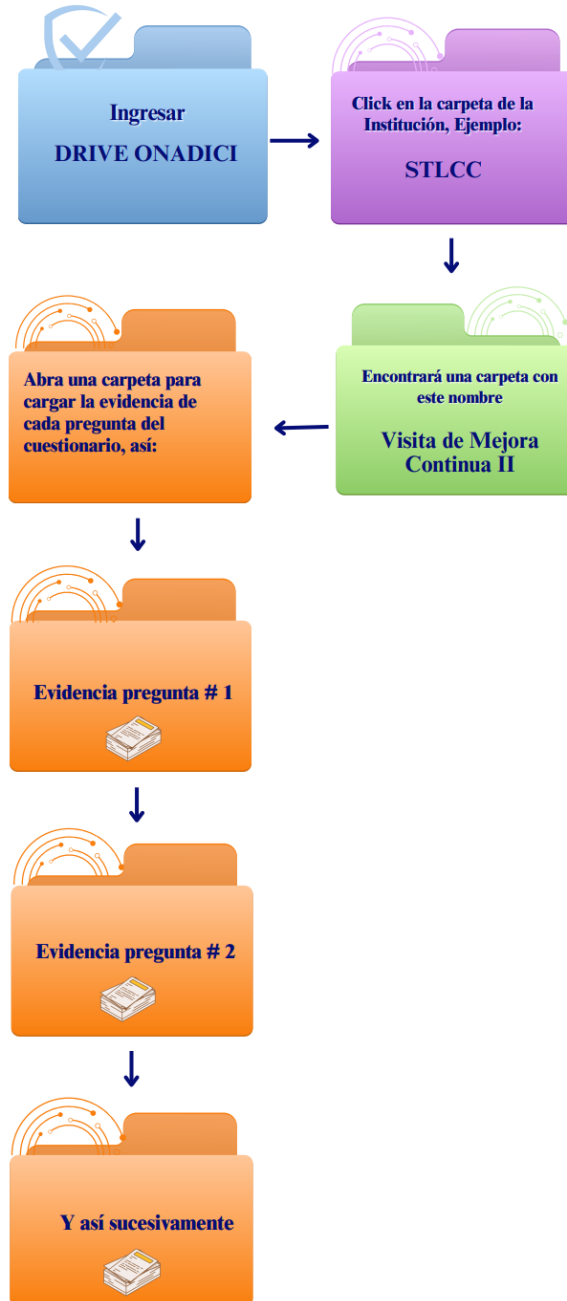 Ingresar
DRIVE ONADICI
Click en la carpeta de la
Institución, Ejemplo:
STLCC
Encontrará una carpeta con
este nombre
Visita de Mejora
Continua II
Abra una carpeta para
cargar la evidencia de
cada pregunta del
cuestionario, así:
Evidencia pregunta # 1
Evidencia pregunta # 2
Y así sucesivamente